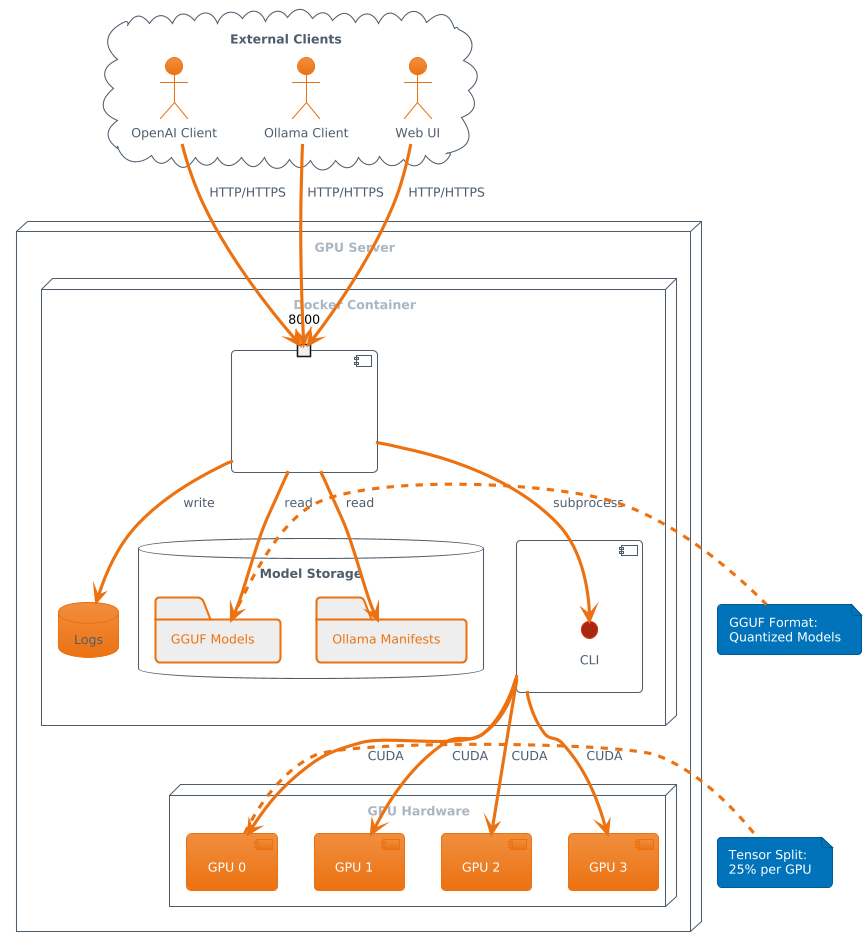 External Clients
OpenAI Client
Ollama Client
Web UI
HTTP/HTTPS
HTTP/HTTPS
HTTP/HTTPS
GPU Server
Docker Container
8000
write
read
read
subprocess
Model Storage
Logs
GGUF Models
Ollama Manifests
CLI
GGUF Format:
Quantized Models
CUDA
CUDA
CUDA
CUDA
GPU Hardware
GPU 0
GPU 1
GPU 2
GPU 3
Tensor Split:
25% per GPU